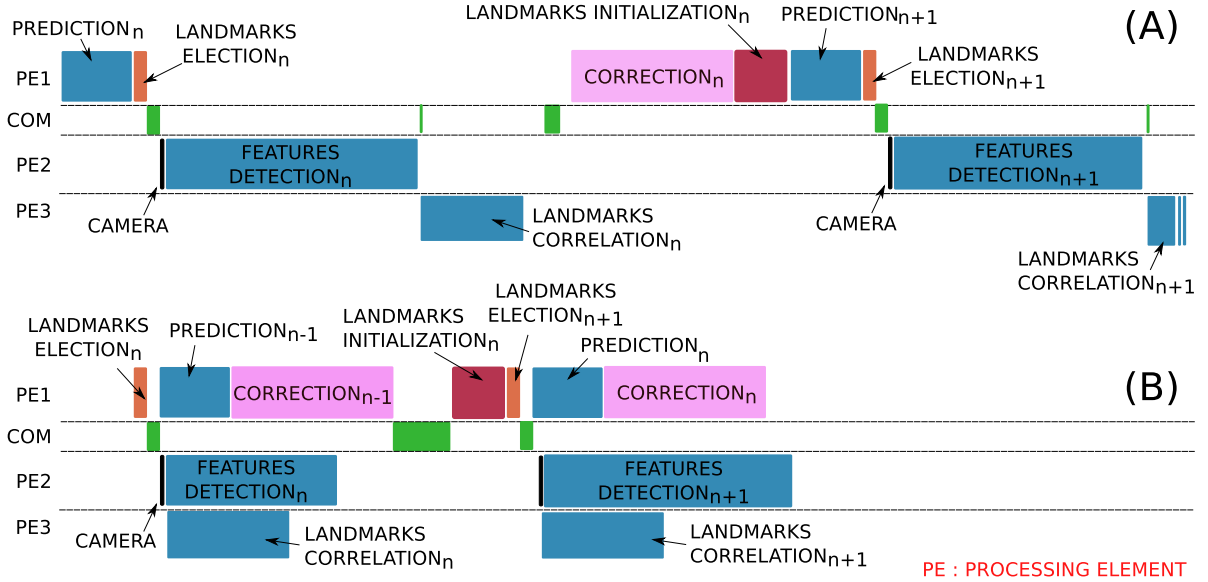 LANDMARKS INITIALIZATIONn
PREDICTIONn+1
(A)
PREDICTIONn
LANDMARKS
ELECTIONn
LANDMARKS
ELECTIONn+1
PE1
CORRECTIONn
COM
PE2
FEATURES
DETECTIONn
FEATURES
DETECTIONn+1
PE3
CAMERA
LANDMARKS
CORRELATIONn
CAMERA
LANDMARKS
CORRELATIONn+1
LANDMARKS
ELECTIONn
PREDICTIONn-1
LANDMARKS
INITIALIZATIONn
LANDMARKS
ELECTIONn+1
PREDICTIONn
(B)
PE1
CORRECTIONn-1
CORRECTIONn
COM
PE2
FEATURES
DETECTIONn
FEATURES
DETECTIONn+1
PE3
CAMERA
LANDMARKS
CORRELATIONn
LANDMARKS
CORRELATIONn+1
PE : PROCESSING ELEMENT